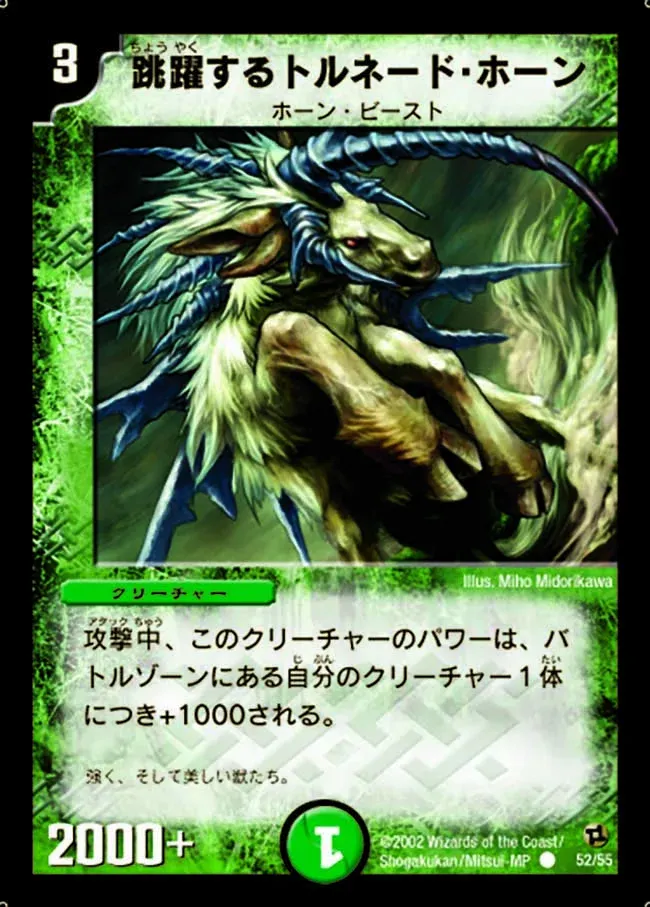 3
ちょう やく
跳躍するトルネード・ホーン
ホーン・ビースト
Illus. Miho Midorikawa
クリーチャー
アタック ちゅう
攻撃中、このクリーチャーのパワーは、バ
じ ぶん たい
トルゾーンにある自分のクリーチャー1体
につき+1000される。
強く、そして美しい獣たち。
2000+
1
©2002 Wizards of the Coast/
Shogakukan/Mitsui-MP
52/55